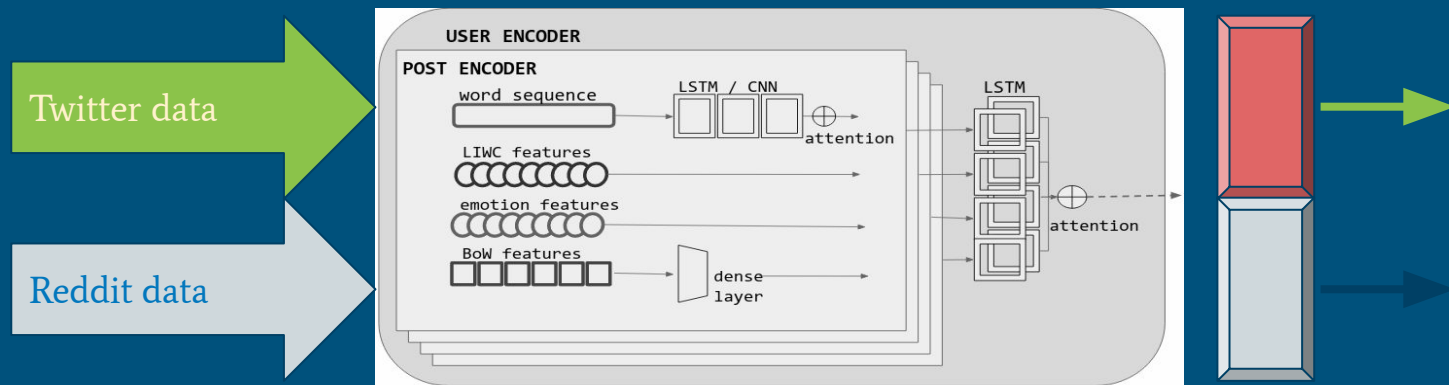 Twitter data
Reddit data
USER ENCODER
POST ENCODER
word sequence
LSTM / CNN
attention
LIWC features
emotion features
BoW features
dense
layer
LSTM
attention